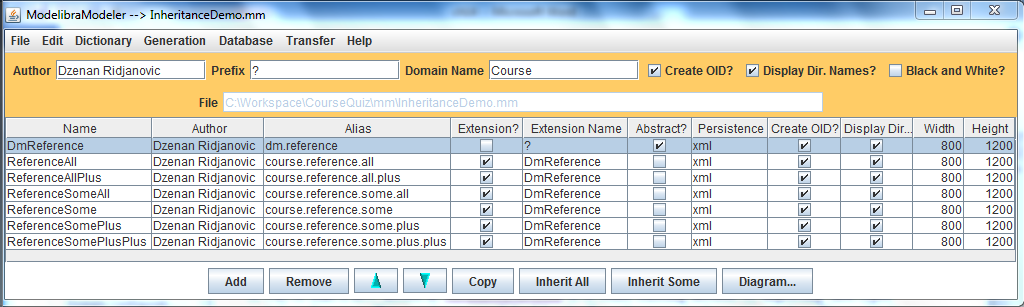 ModelibraModeler --> InheritanceDemo.mm
File Edit Dictionary Generation Database Transfer Help
Author Dzenan Ridjanovic Prefix ? Domain Name Course Create OID? Display Dir. Names? Black and White?
File C:\Workspace\CourseQuiz\mm\InheritanceDemo.mm
Name Author Alias Extension? Extension Name Abstract? Persistence Create OID? Display Dir... Width Height
DmReference Dzenan Ridjanovic dm.reference ? xml 800 1200
ReferenceAll Dzenan Ridjanovic course.reference.all DmReference xml 800 1200
ReferenceAllPlus Dzenan Ridjanovic course.reference.all.plus DmReference xml 800 1200
ReferenceSomeAll Dzenan Ridjanovic course.reference.some.all DmReference xml 800 1200
ReferenceSome Dzenan Ridjanovic course.reference.some DmReference xml 800 1200
ReferenceSomePlus Dzenan Ridjanovic course.reference.some.plus DmReference xml 800 1200
ReferenceSomePlusPlus Dzenan Ridjanovic course.reference.some.plus.plus DmReference xml 800 1200
Add Remove Copy Inherit All Inherit Some Diagram...